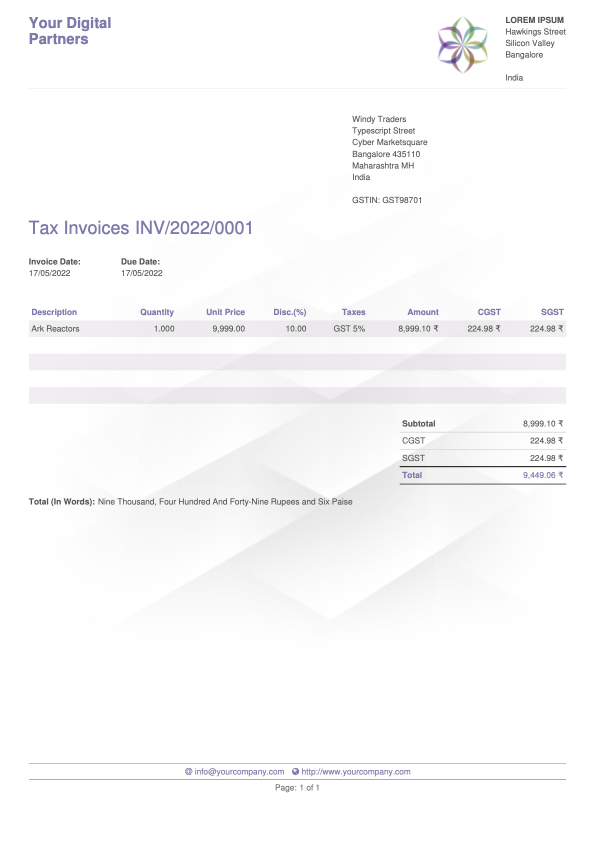 Your Digital
Partners
LOREM IPSUM
Hawkings Street
Silicon Valley
Bangalore
India
Windy Traders
Typescript Street
Cyber Marketsquare
Bangalore 435110
Maharashtra MH
India
GSTIN: GST98701
Tax Invoices INV/2022/0001
Invoice Date: Due Date:
17/05/2022 17/05/2022
Description Quantity Unit Price Disc.(%) Taxes Amount CGST SGST
Ark Reactors 1.000 9,999.00 10.00 GST 5% 8,999.10 ₹ 224.98 ₹ 224.98 ₹
Subtotal 8,999.10 ₹
CGST 224.98 ₹
SGST 224.98 ₹
Total 9,449.06 ₹
Total (In Words): Nine Thousand, Four Hundred And Forty-Nine Rupees and Six Paise
info@yourcompany.com http://www.yourcompany.com
Page: 1 of 1